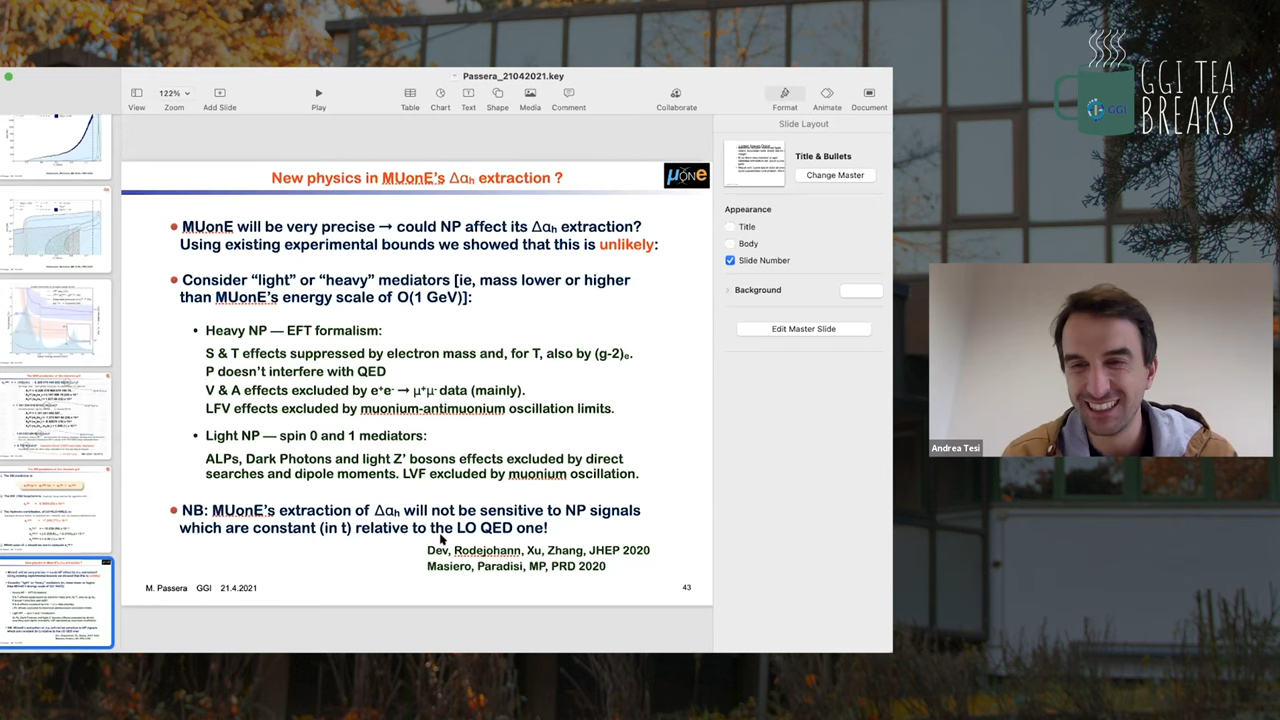 GGI TEA
BREAKS
GGI
Passera_21042021.key
122%
View
Zoom
Add Slide
Play
Table
Chart
Text
Shape
Media
Comment
Collaborate
Format
Animate
Document
Slide Layout
Title & Bullets
Change Master
Appearance
Title
Body
Slide Number
Background
Edit Master Slide
New physics in MUonE's Δαₕ extraction ?
μone
• MUonE will be very precise → could NP affect its Δαₕ extraction?
Using existing experimental bounds we showed that this is unlikely:
• Consider “light” or “heavy” mediators [ie, mass lower or higher
than MUonE's energy scale of O(1 GeV)]:
• Heavy NP — EFT formalism:
S & T effects suppressed by electron mass and, for T, also by (g-2)ₑ.
P doesn't interfere with QED
V & A effects excluded by e⁺e⁻ → μ⁺μ⁻ data (mainly).
LFV effects excluded by muonium-antimonium oscillation limits.
• Light NP — spin 0 and 1 mediators:
ALPs, Dark Photons and light Z' boson effects excluded by direct
searches and dipole moments. LVF excluded by muonium oscillation.
• NB: MUonE's extraction of Δαₕ will not be sensitive to NP signals
which are constant (in t) relative to the LO QED one!
Dev, Rodejohann, Xu, Zhang, JHEP 2020
Masiero, Paradisi, MP, PRD 2020
M. Passera GGI 21.4.2021
43
Andrea Tesi